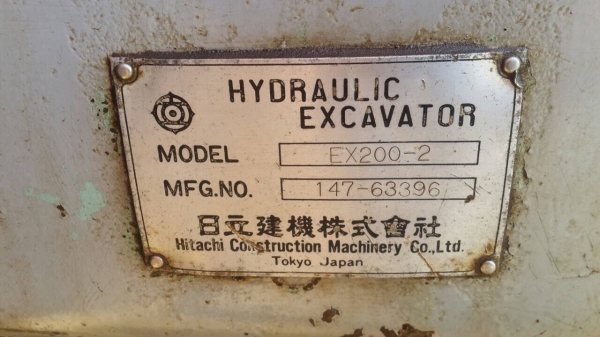 HYDRAULIC
EXCAVATOR
MODEL EX200-2
MFG.NO. 147-63396
日立建機株式會社
Hitachi Construction Machinery Co.,Ltd.
Tokyo Japan